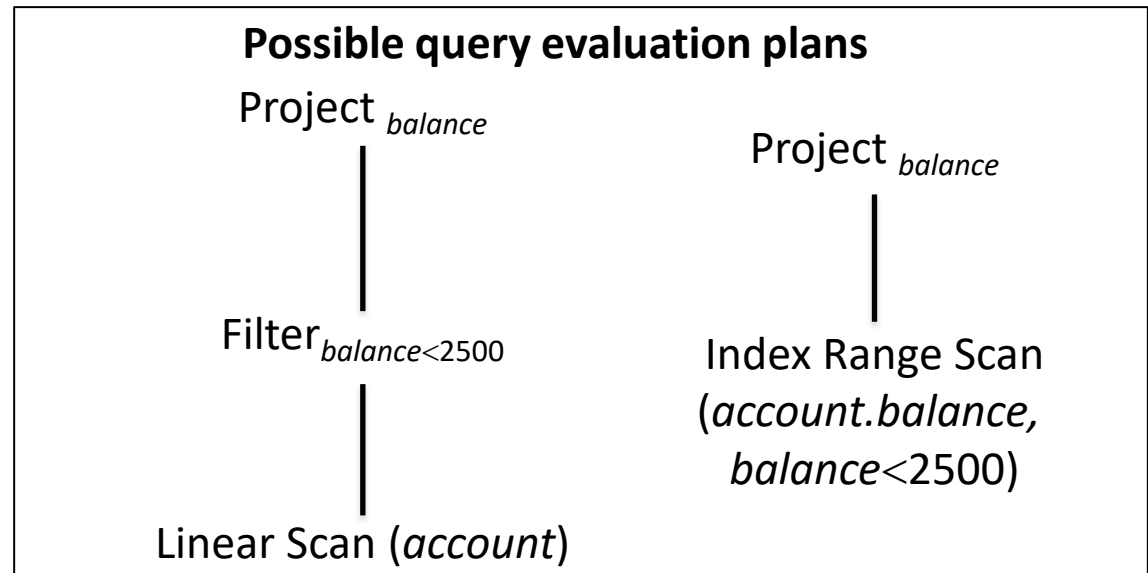 Possible query evaluation plans
Project balance
Filter balance<2500
Linear Scan (account)
Project balance
Index Range Scan
(account.balance,
balance<2500)